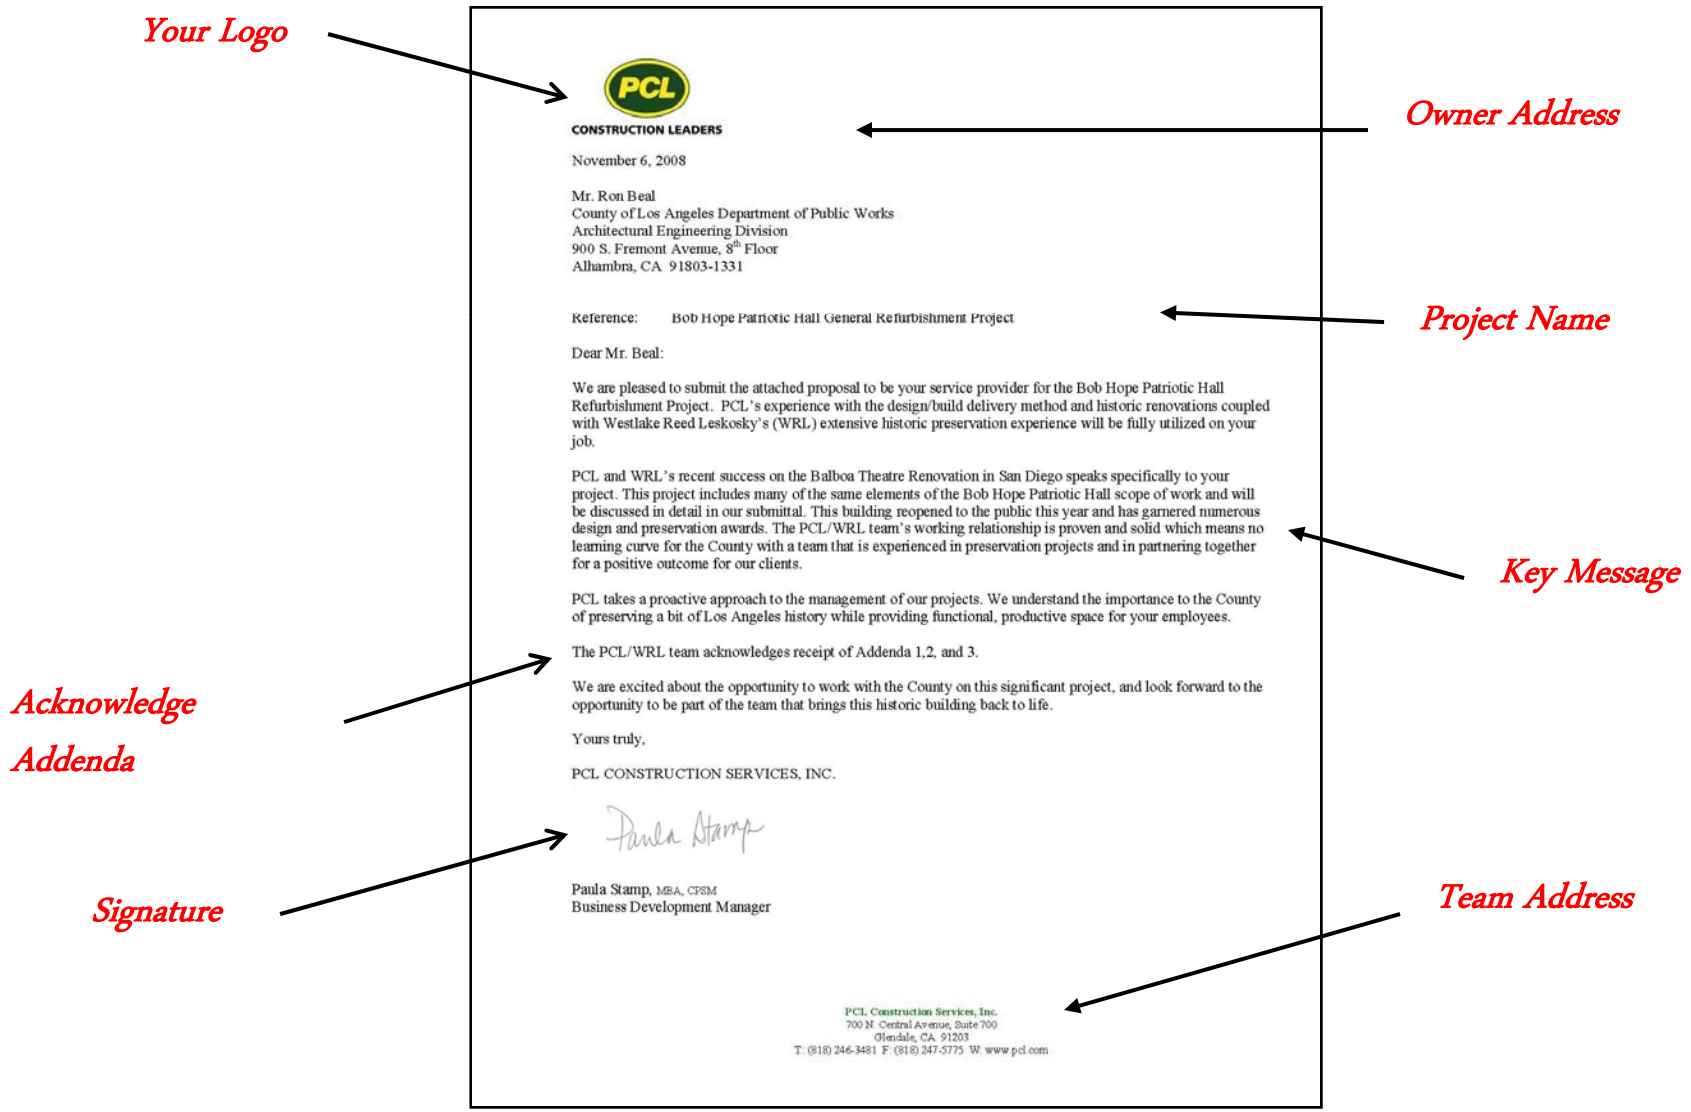 Your Logo
PCL
CONSTRUCTION LEADERS
Owner Address
November 6, 2008
Mr. Ron Beal
County of Los Angeles Department of Public Works
Architectural Engineering Division
900 S. Fremont Avenue, 8th Floor
Alhambra, CA 91803-1331
Reference: Bob Hope Patriotic Hall General Refurbishment Project
Project Name
Dear Mr. Beal:
We are pleased to submit the attached proposal to be your service provider for the Bob Hope Patriotic Hall
Refurbishment Project. PCL's experience with the design/build delivery method and historic renovations coupled
with Westlake Reed Leskosky's (WRL) extensive historic preservation experience will be fully utilized on your
job.
PCL and WRL's recent success on the Balboa Theatre Renovation in San Diego speaks specifically to your
project. This project includes many of the same elements of the Bob Hope Patriotic Hall scope of work and will
be discussed in detail in our submittal. This building reopened to the public this year and has garnered numerous
design and preservation awards. The PCL/WRL team's working relationship is proven and solid which means no
learning curve for the County with a team that is experienced in preservation projects and in partnering together
for a positive outcome for our clients.
Key Message
PCL takes a proactive approach to the management of our projects. We understand the importance to the County
of preserving a bit of Los Angeles history while providing functional, productive space for your employees.
The PCL/WRL team acknowledges receipt of Addenda 1,2, and 3.
Acknowledge
Addenda
We are excited about the opportunity to work with the County on this significant project, and look forward to the
opportunity to be part of the team that brings this historic building back to life.
Yours truly,
PCL CONSTRUCTION SERVICES, INC.
Paula Stamp
Signature
Paula Stamp, MBA, CPSM
Business Development Manager
Team Address
PCL Construction Services, Inc.
700 N. Central Avenue, Suite 700
Glendale, CA 91203
T: (818) 246-3481 F: (818) 247-5775 W: www.pcl.com